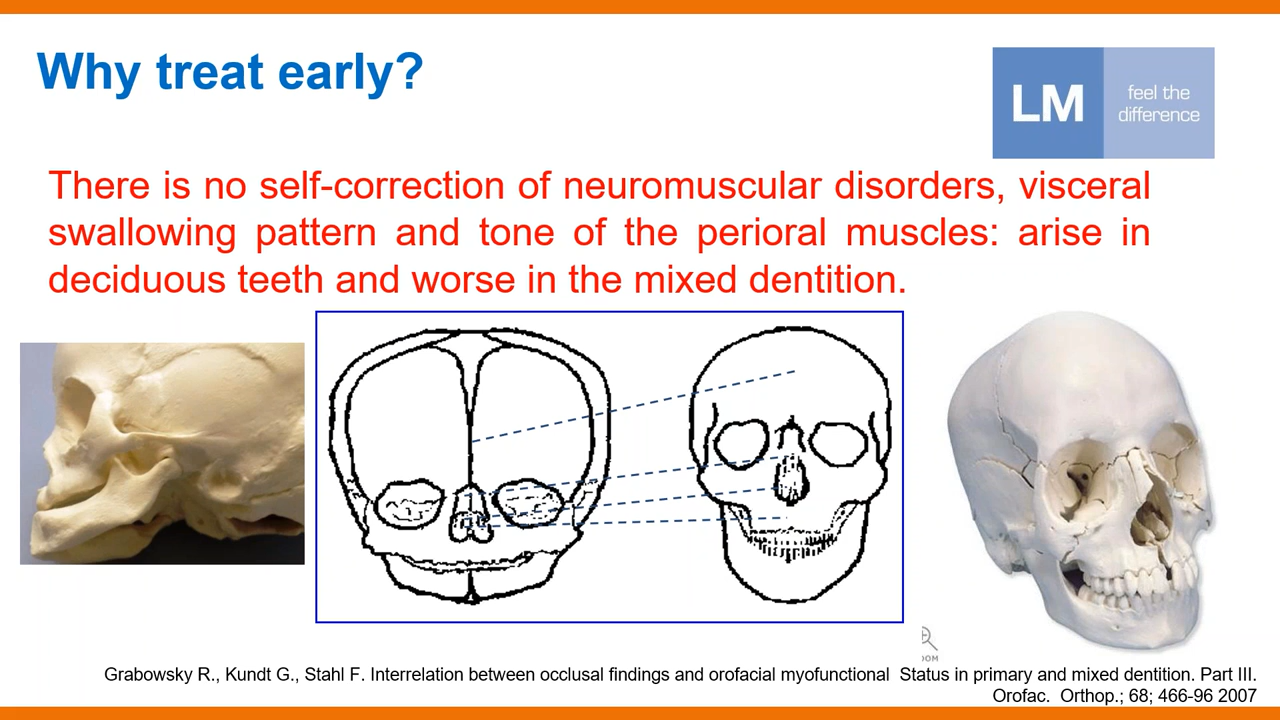 Why treat early?
LM
feel the
difference
There is no self-correction of neuromuscular disorders, visceral
swallowing pattern and tone of the perioral muscles: arise in
deciduous teeth and worse in the mixed dentition.
OOM
Grabowsky R., Kundt G., Stahl F. Interrelation between occlusal findings and orofacial myofunctional Status in primary and mixed dentition. Part III.
Orofac. Orthop.; 68; 466-96 2007